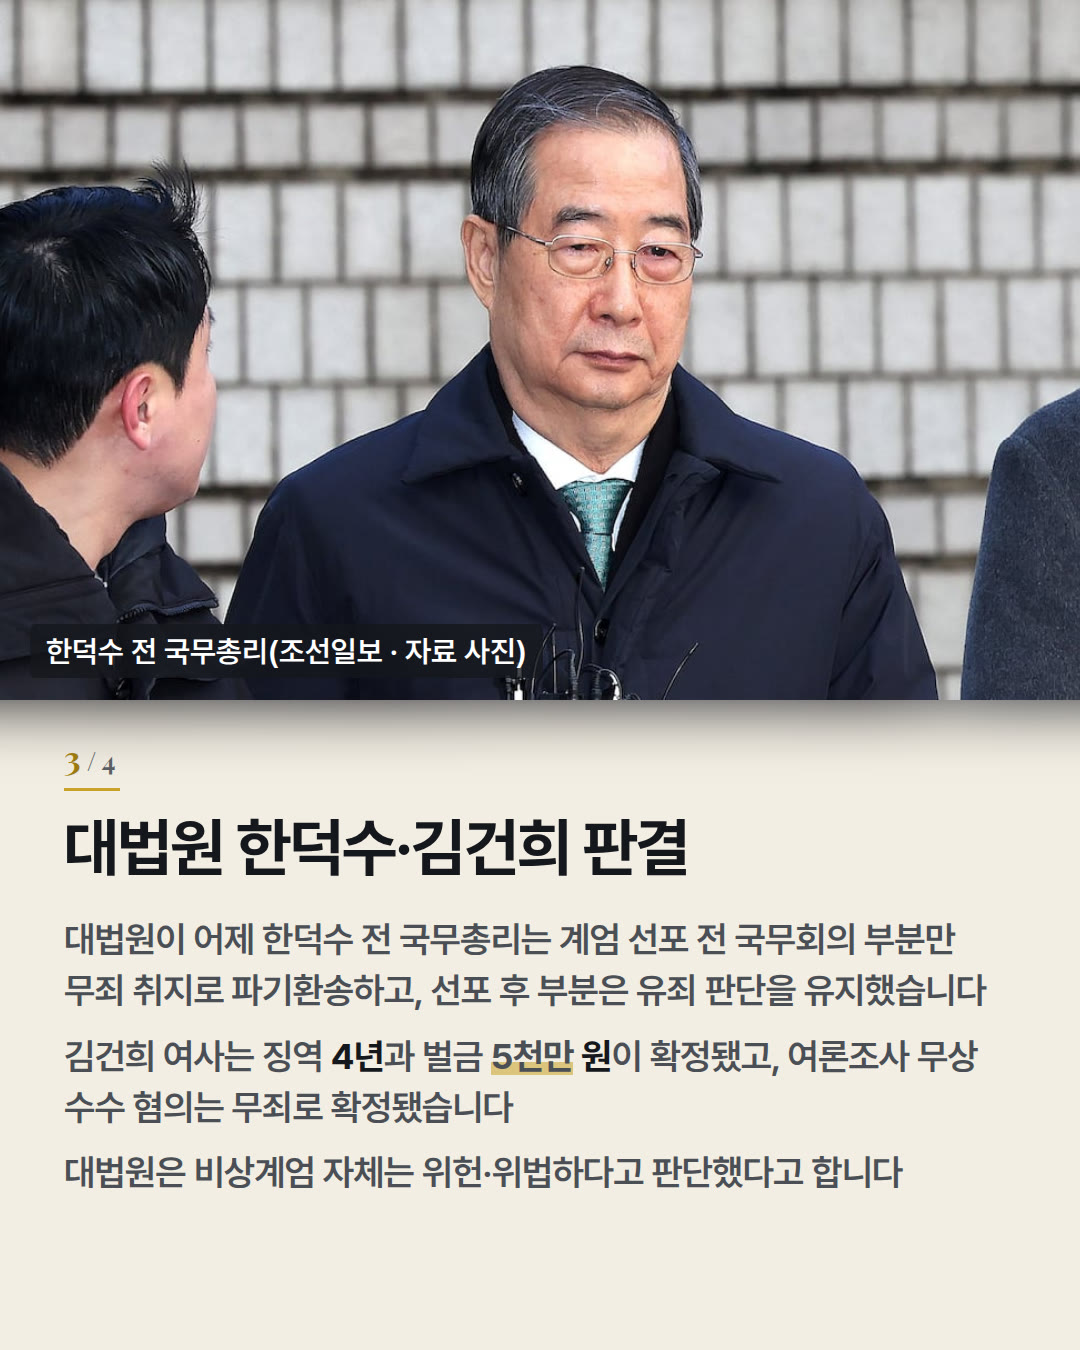 한덕수 전 국무총리(조선일보 · 자료 사진)
3 / 4
대법원 한덕수·김건희 판결
대법원이 어제 한덕수 전 국무총리는 계엄 선포 전 국무회의 부분만
무죄 취지로 파기환송하고, 선포 후 부분은 유죄 판단을 유지했습니다
김건희 여사는 징역 4년과 벌금 5천만 원이 확정됐고, 여론조사 무상
수수 혐의는 무죄로 확정됐습니다
대법원은 비상계엄 자체는 위헌·위법하다고 판단했다고 합니다